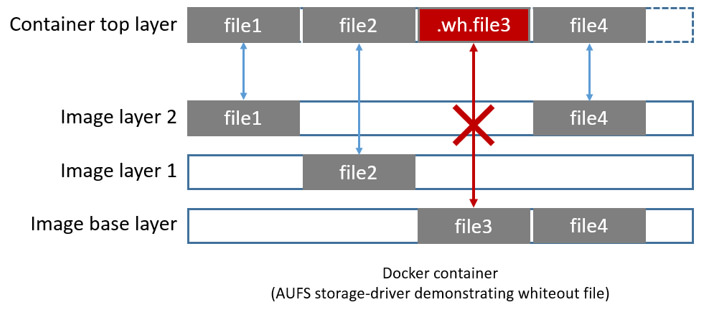 Container top layer file1 file2 .wh.file3 file4
Image layer 2 file1 file4
Image layer 1 file2
Image base layer file3 file4
Docker container
(AUFS storage-driver demonstrating whiteout file)